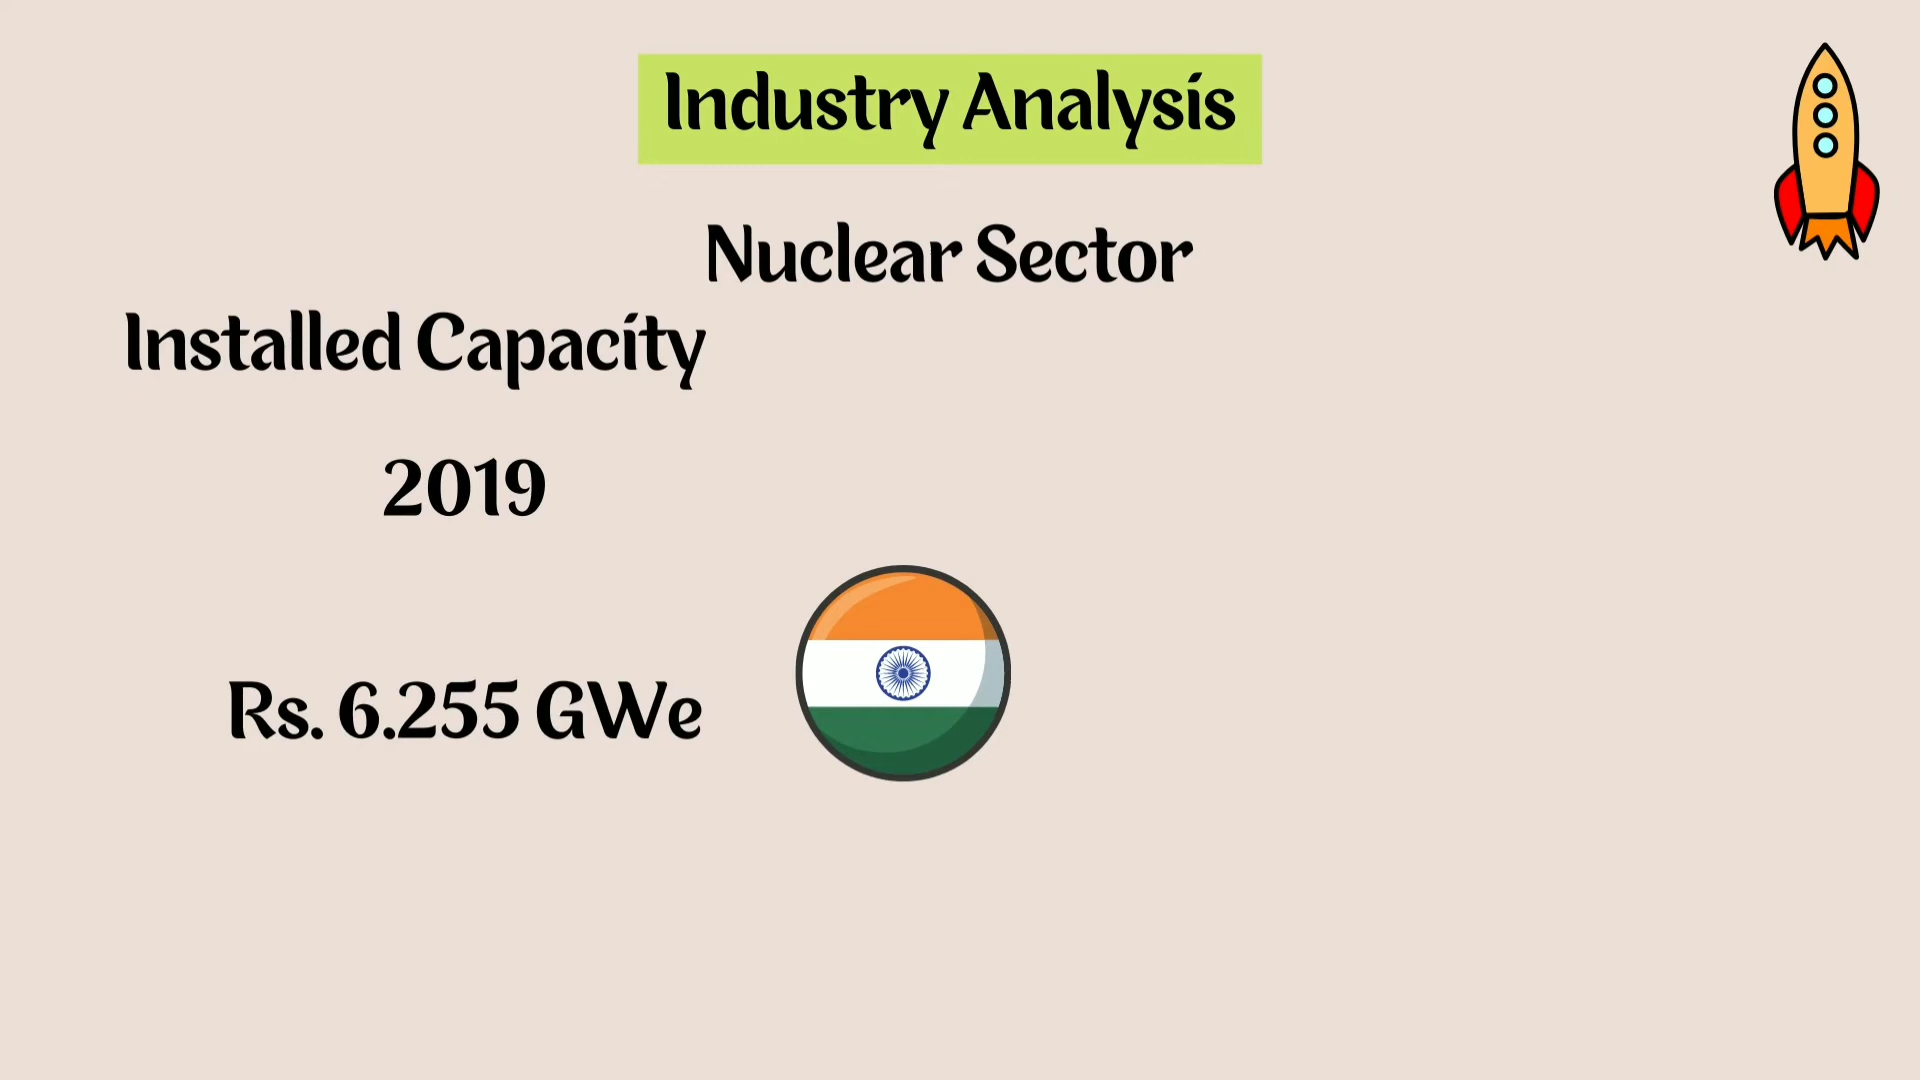 Industry Analysis
Nuclear Sector
Installed Capacity
2019
Rs. 6.255 GWe